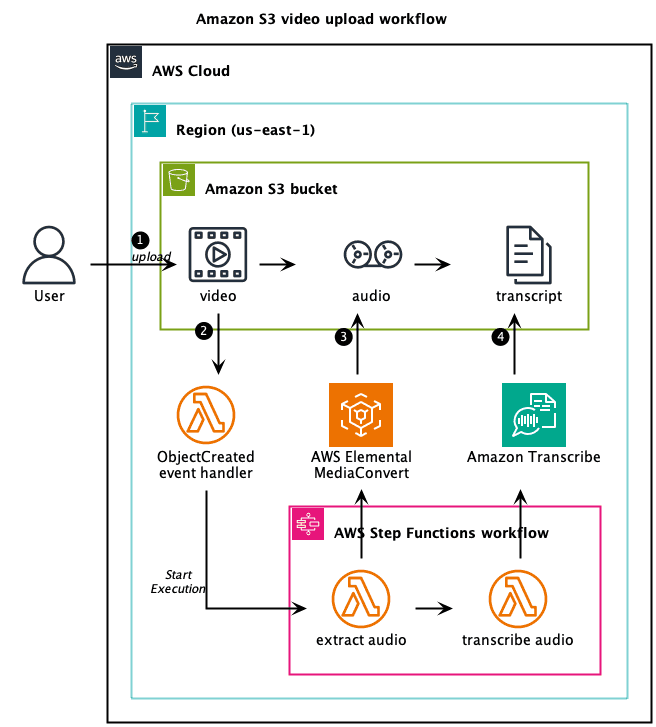 Amazon S3 video upload workflow
aws
AWS Cloud
Region (us-east-1)
Amazon S3 bucket
1
upload
User
video
audio
transcript
2
3
4
ObjectCreated
event handler
AWS Elemental
MediaConvert
Amazon Transcribe
AWS Step Functions workflow
Start
Execution
extract audio
transcribe audio